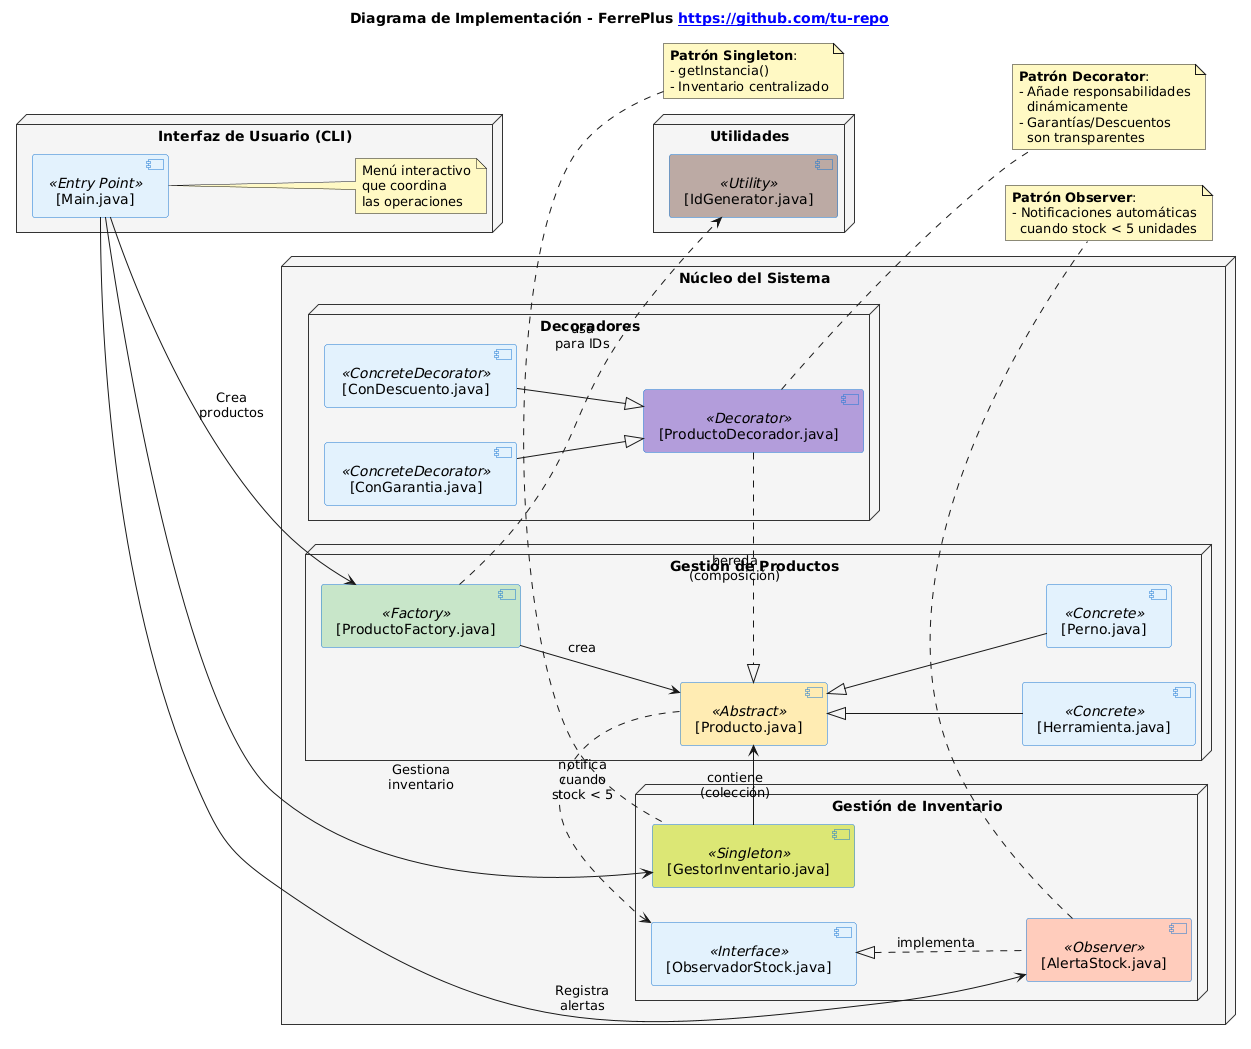 Diagrama de Implementación - FerrePlus https://github.com/tu-repo
Patrón Singleton:
- getInstancia()
- Inventario centralizado
Patrón Decorator:
- Añade responsabilidades
dinámicamente
- Garantías/Descuentos
son transparentes
Interfaz de Usuario (CLI)
«Entry Point»
[Main.java]
Menú interactivo
que coordina
las operaciones
Utilidades
«Utility»
[IdGenerator.java]
Patrón Observer:
- Notificaciones automáticas
cuando stock < 5 unidades
Núcleo del Sistema
Decoradores
usa
para IDs
«ConcreteDecorator»
[ConDescuento.java]
«Decorator»
[ProductoDecorador.java]
«ConcreteDecorator»
[ConGarantia.java]
Crea
productos
hereda
(composición)
Gestión de Productos
«Factory»
[ProductoFactory.java]
crea
«Concrete»
[Perno.java]
«Abstract»
[Producto.java]
«Concrete»
[Herramienta.java]
Gestiona
inventario
notifica
cuando
stock < 5
contiene
(colección)
Gestión de Inventario
«Singleton»
[GestorInventario.java]
«Interface»
[ObservadorStock.java]
implementa
«Observer»
[AlertaStock.java]
Registra
alertas